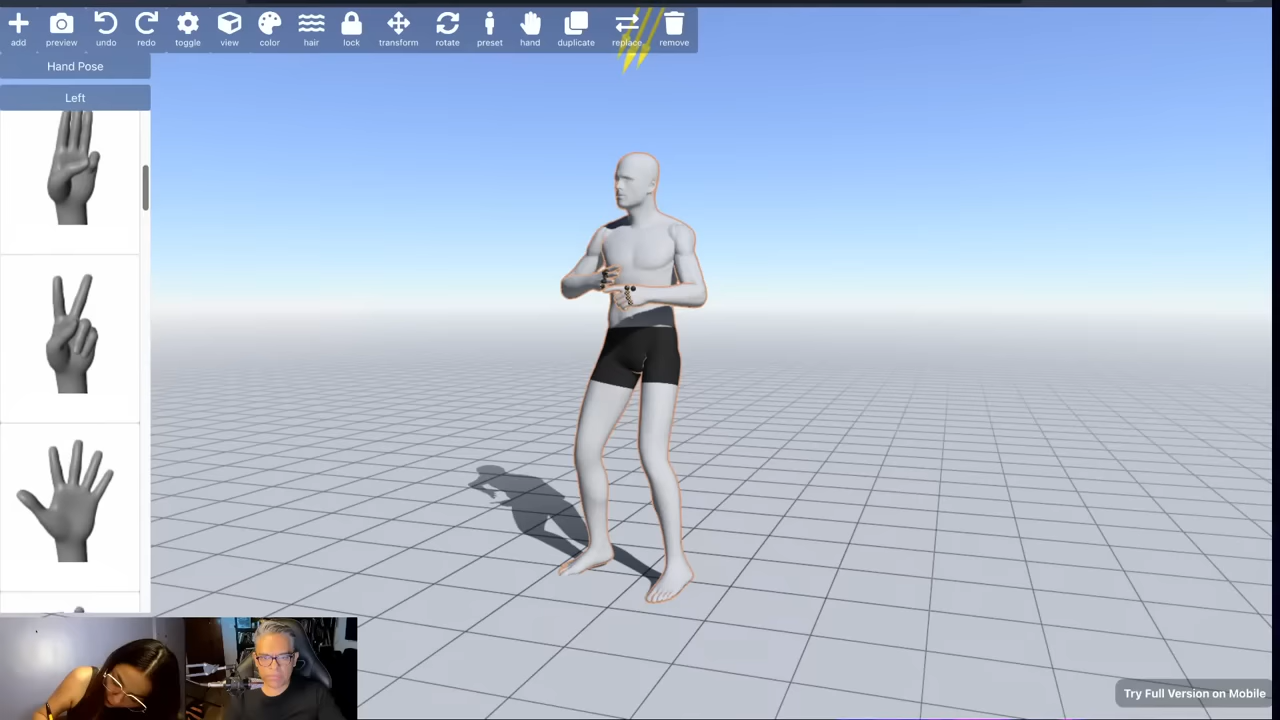 add preview undo redo toggle view color hair lock transform rotate preset hand duplicate replace remove
Hand Pose
Left
Try Full Version on Mobile